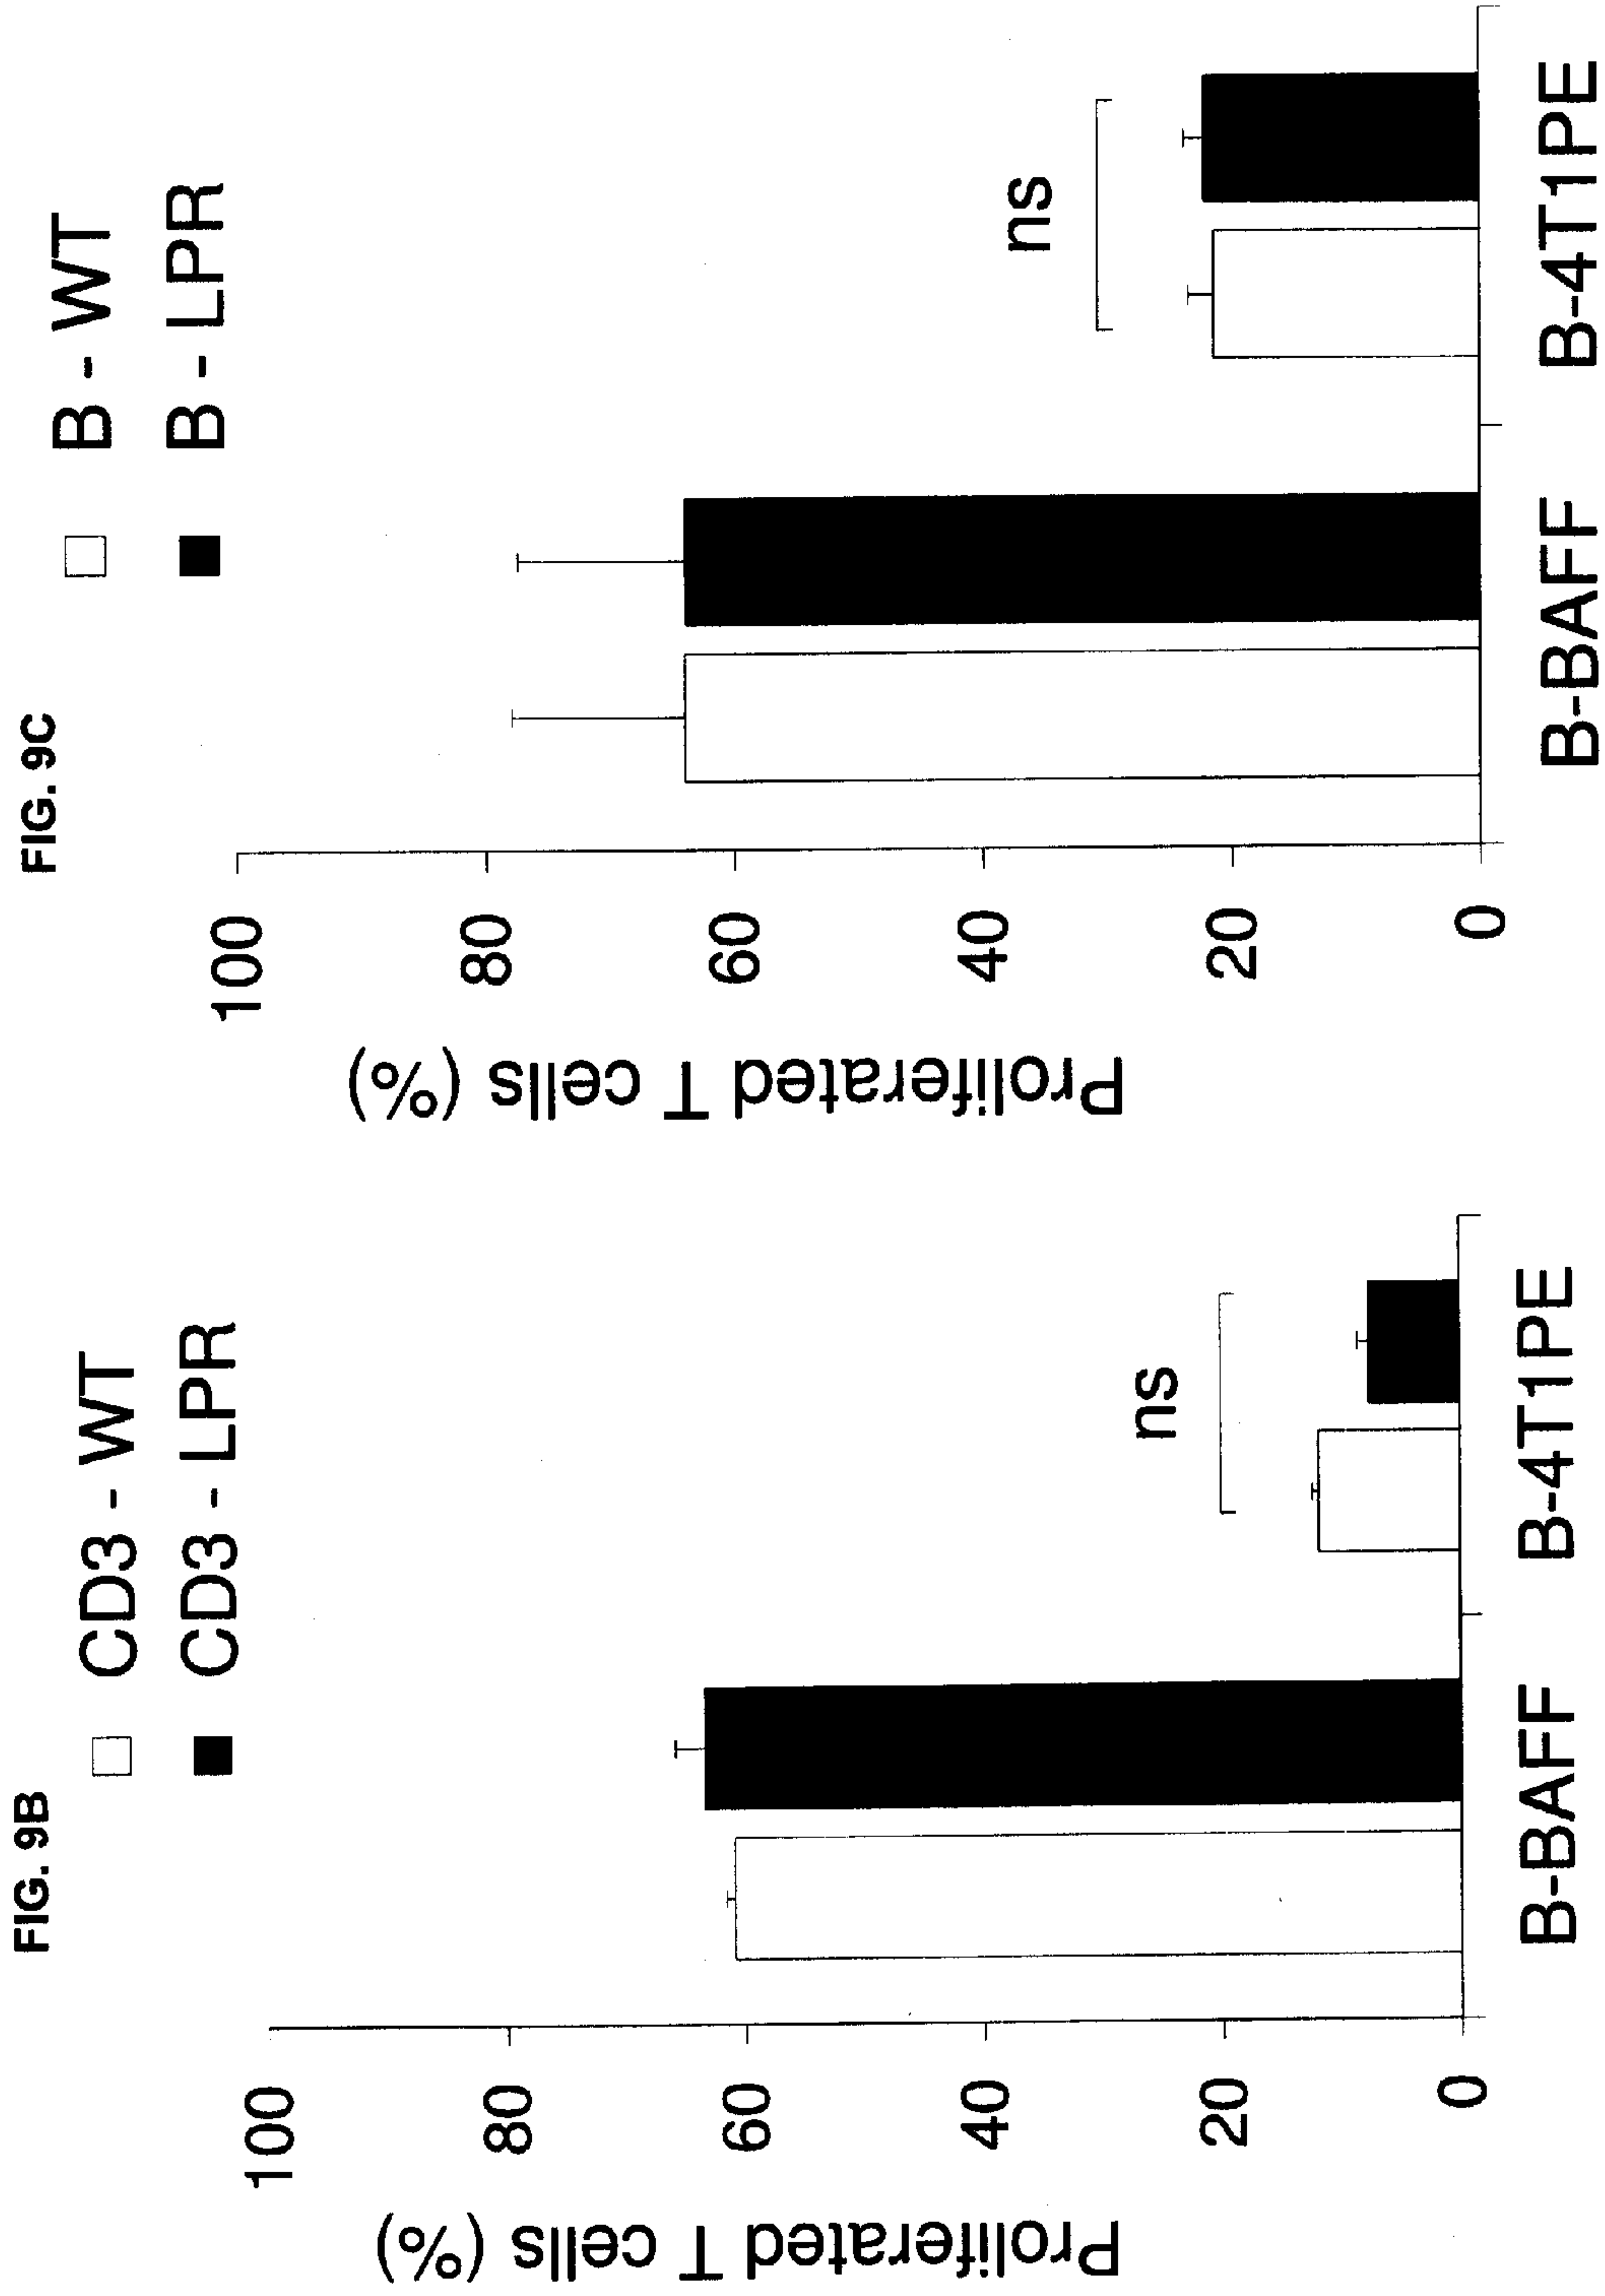 FIG. 9B
CD3 - WT
CD3 - LPR
Proliferated T cells (%)
100
80
60
40
20
0
ns
B-BAFF B-4T1PE
FIG. 9C
B - WT
B - LPR
Proliferated T cells (%)
100
80
60
40
20
0
ns
B-BAFF B-4T1PE